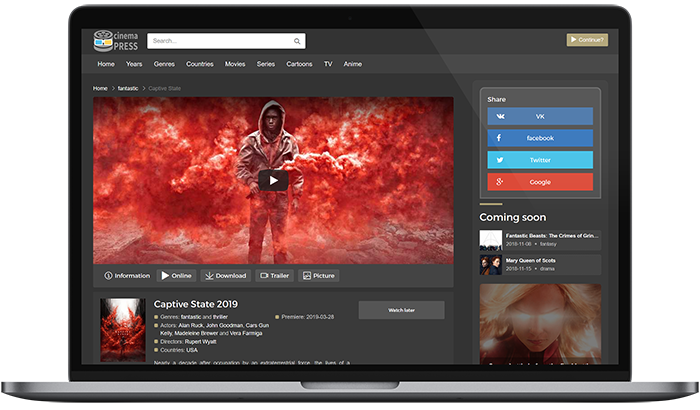 cinema
PRESS
Search...
Continue?
Home Years Genres Countries Movies Series Cartoons TV Anime
Home > fantastic > Captive State
Information Online Download Trailer Picture
Captive State 2019
Genres: fantastic and thriller
Premiere: 2019-03-28
Actors: Alan Ruck, John Goodman, Cars Gun
Kelly, Madeleine Brewer and Vera Farmiga
Directors: Rupert Wyatt
Countries: USA
Nearly a decade after occupation by an extraterrestrial force, the lives of a
Watch later
Share
VK
facebook
Twitter
Google
Coming soon
Fantastic Beasts: The Crimes of Grin...
2018-11-08 • fantasy
Mary Queen of Scots
2018-11-15 • drama